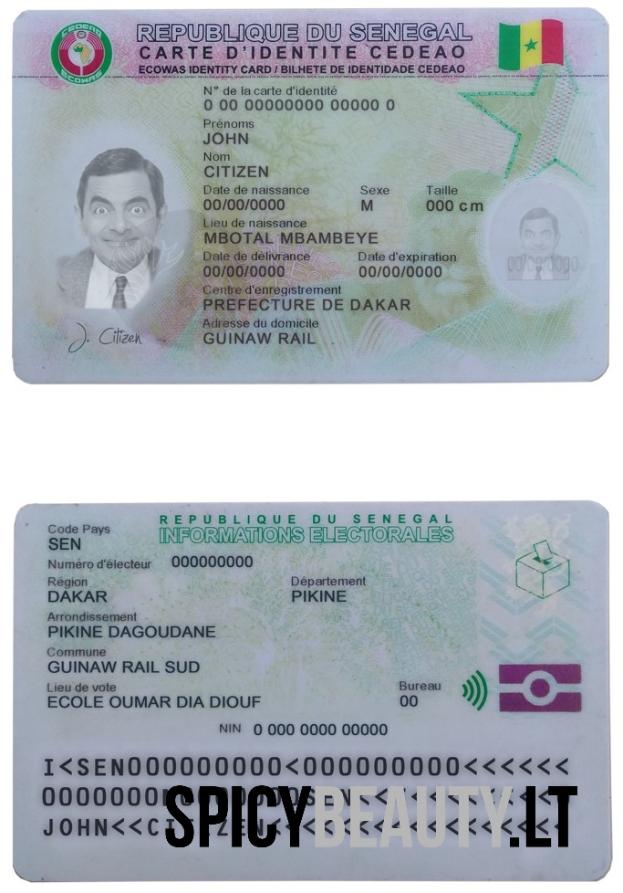 CEDEAO
ECOWAS
REPUBLIQUE DU SENEGAL
CARTE D'IDENTITE CEDEAO
ECOWAS IDENTITY CARD / BILHETE DE IDENTIDADE CEDEAO
N° de la carte d'identité
0 00 00000000 00000 0
Prénoms
JOHN
Nom
CITIZEN
Date de naissance Sexe Taille
00/00/0000 M 000 cm
Lieu de naissance
MBOTAL MBAMBEYE
Date de délivrance Date d'expiration
00/00/0000 00/00/0000
Centre d'enregistrement
PREFECTURE DE DAKAR
Adresse du domicile
GUINAW RAIL
J. Citizen
REPUBLIQUE DU SENEGAL
INFORMATIONS ELECTORALES
Code Pays
SEN
Numéro d'électeur 000000000
Région Département
DAKAR PIKINE
Arrondissement
PIKINE DAGOUDANE
Commune
GUINAW RAIL SUD
Lieu de vote Bureau
ECOLE OUMAR DIA DIOUF 00
NIN 0 000 0000 00000
I<SEN000000000<000000000<<<<<<
JOHN<<CITIZEN<<<<<<<<<<<<<<<<<
SPICYBEAUTY.LT